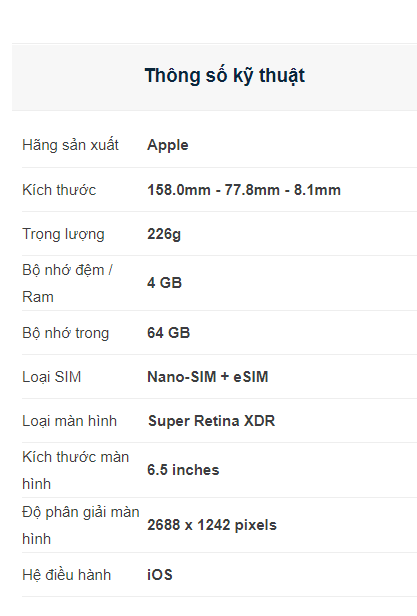 Thông số kỹ thuật
Hãng sản xuất Apple
Kích thước 158.0mm - 77.8mm - 8.1mm
Trọng lượng 226g
Bộ nhớ đệm /
Ram
4 GB
Bộ nhớ trong 64 GB
Loại SIM Nano-SIM + eSIM
Loại màn hình Super Retina XDR
Kích thước màn
hình
6.5 inches
Độ phân giải màn
hình
2688 x 1242 pixels
Hệ điều hành iOS